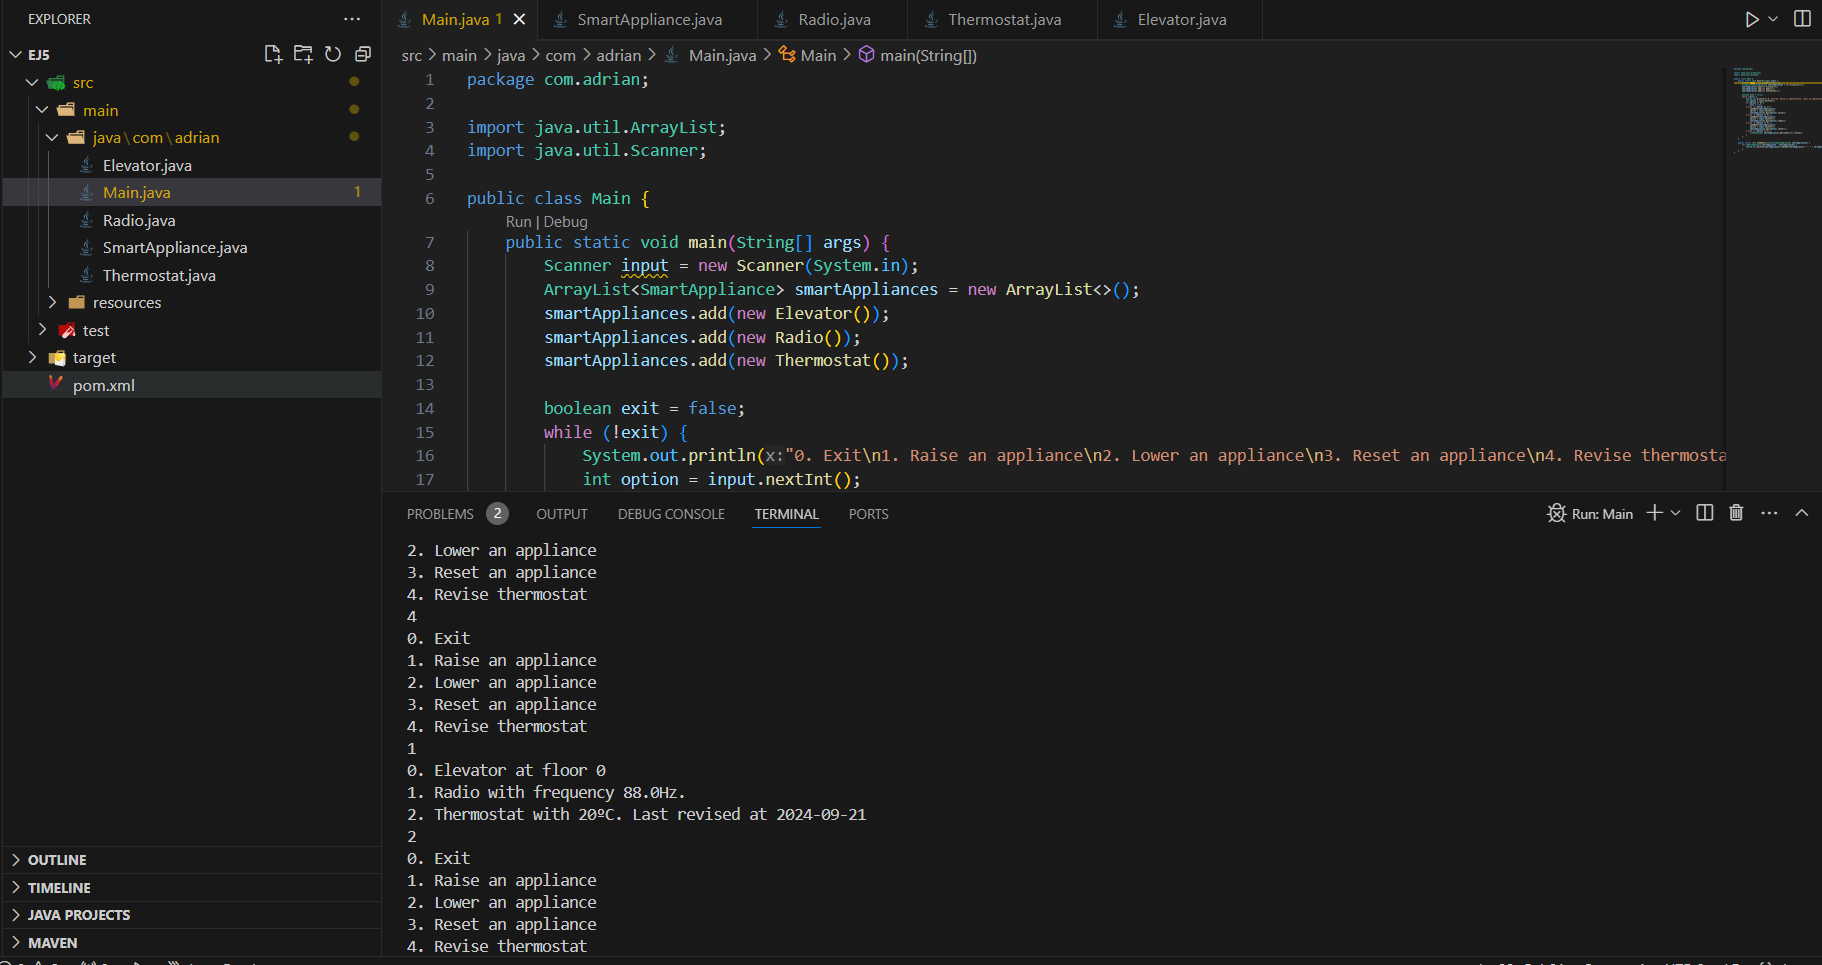 EXPLORER
EJ5
src
main
java\com\adrian
Elevator.java
Main.java 1
Radio.java
SmartAppliance.java
Thermostat.java
resources
test
target
pom.xml
OUTLINE
TIMELINE
JAVA PROJECTS
MAVEN
Main.java 1 SmartAppliance.java Radio.java Thermostat.java Elevator.java
src > main > java > com > adrian > Main.java > Main > main(String[])
1 package com.adrian;
2
3 import java.util.ArrayList;
4 import java.util.Scanner;
5
6 public class Main {
Run | Debug
7 public static void main(String[] args) {
8 Scanner input = new Scanner(System.in);
9 ArrayList<SmartAppliance> smartAppliances = new ArrayList<>();
10 smartAppliances.add(new Elevator());
11 smartAppliances.add(new Radio());
12 smartAppliances.add(new Thermostat());
13
14 boolean exit = false;
15 while (!exit) {
16 System.out.println(x:"0. Exit\n1. Raise an appliance\n2. Lower an appliance\n3. Reset an appliance\n4. Revise thermosta
17 int option = input.nextInt();
PROBLEMS 2 OUTPUT DEBUG CONSOLE TERMINAL PORTS Run: Main
2. Lower an appliance
3. Reset an appliance
4. Revise thermostat
4
0. Exit
1. Raise an appliance
2. Lower an appliance
3. Reset an appliance
4. Revise thermostat
1
0. Elevator at floor 0
1. Radio with frequency 88.0Hz.
2. Thermostat with 20ºC. Last revised at 2024-09-21
2
0. Exit
1. Raise an appliance
2. Lower an appliance
3. Reset an appliance
4. Revise thermostat